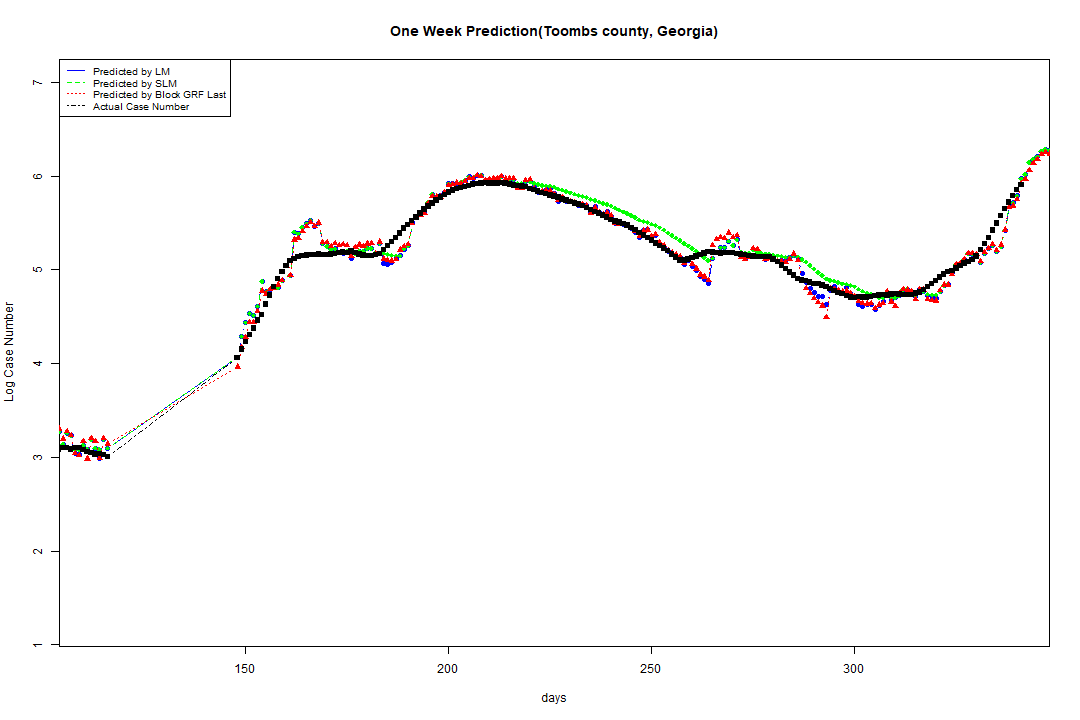 One Week Prediction(Toombs county, Georgia)
Predicted by LM
Predicted by SLM
Predicted by Block GRF Last
Actual Case Number
7
6
5
4
3
2
1
Log Case Number
150 200 250 300
days